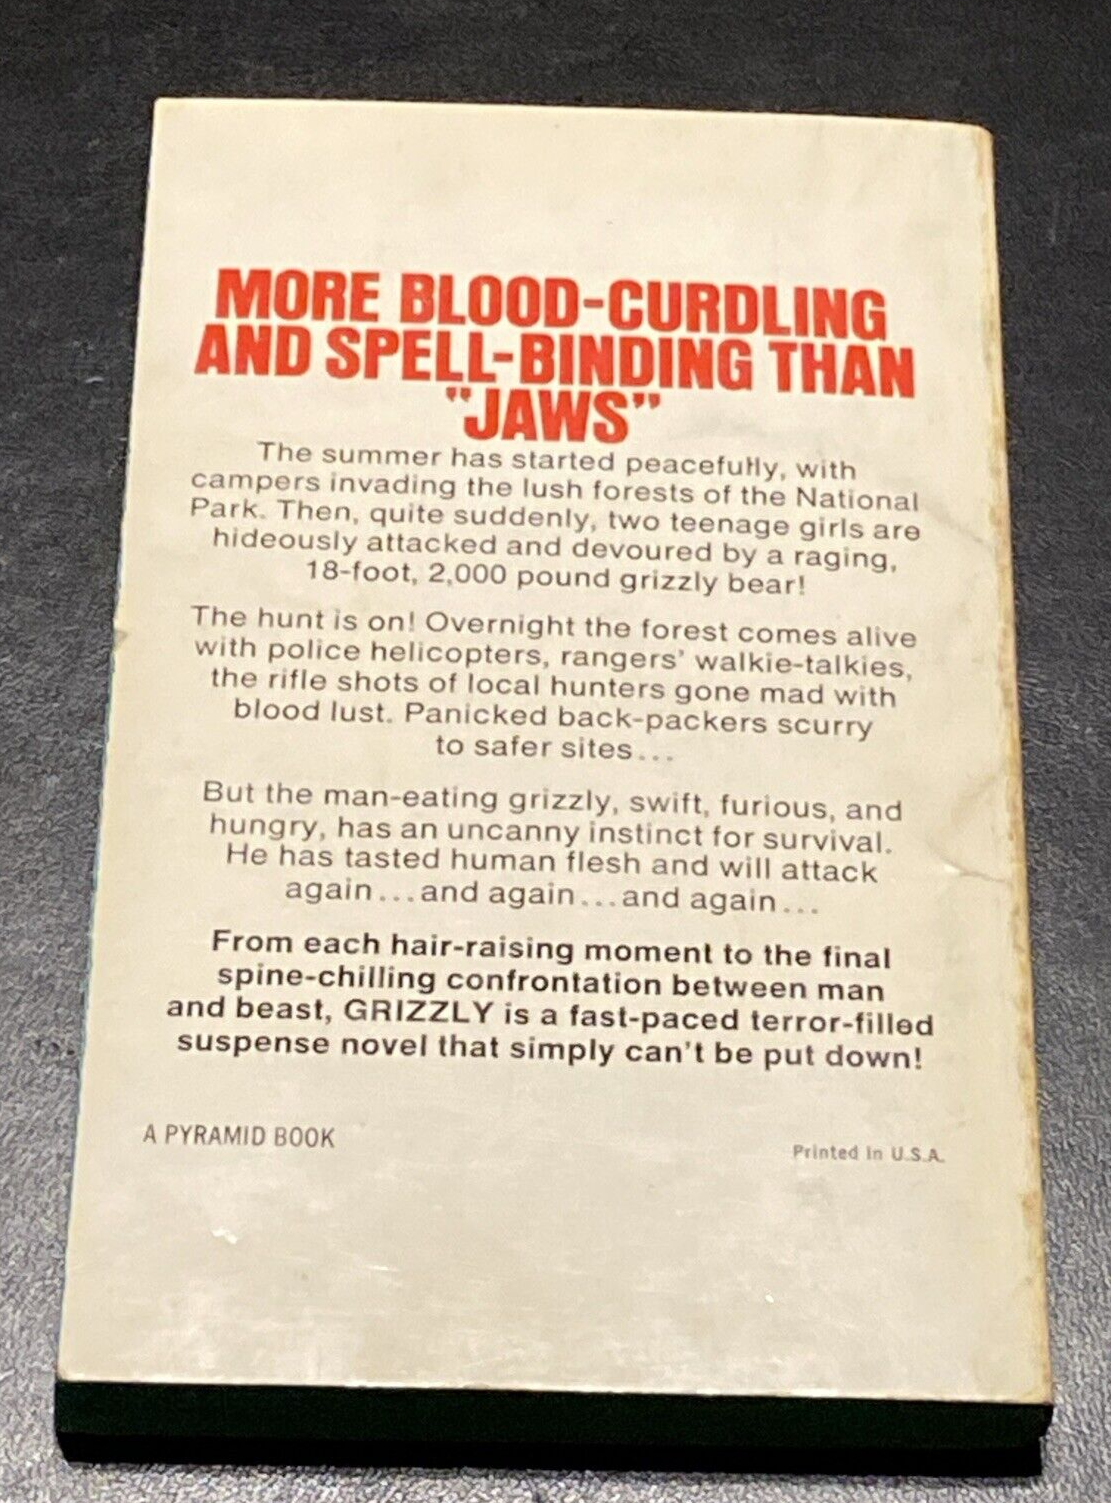 MORE BLOOD-CURDLING
AND SPELL-BINDING THAN
"JAWS"
The summer has started peacefully, with
campers invading the lush forests of the National
Park. Then, quite suddenly, two teenage girls are
hideously attacked and devoured by a raging,
18-foot, 2,000 pound grizzly bear!
The hunt is on! Overnight the forest comes alive
with police helicopters, rangers' walkie-talkies,
the rifle shots of local hunters gone mad with
blood lust. Panicked back-packers scurry
to safer sites...
But the man-eating grizzly, swift, furious, and
hungry, has an uncanny instinct for survival.
He has tasted human flesh and will attack
again...and again...and again...
From each hair-raising moment to the final
spine-chilling confrontation between man
and beast, GRIZZLY is a fast-paced terror-filled
suspense novel that simply can't be put down!
A PYRAMID BOOK
Printed in U.S.A.